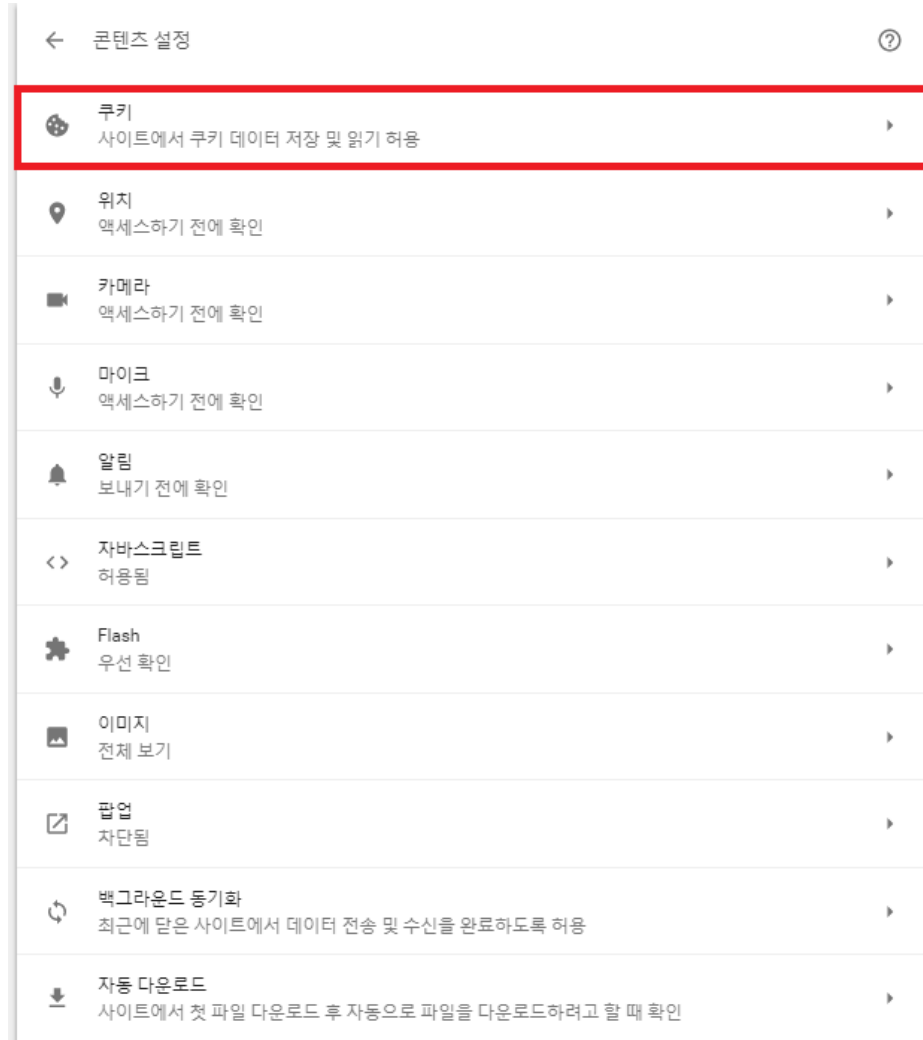 콘텐츠 설정
쿠키
사이트에서 쿠키 데이터 저장 및 읽기 허용
위치
액세스하기 전에 확인
카메라
액세스하기 전에 확인
마이크
액세스하기 전에 확인
알림
보내기 전에 확인
자바스크립트
허용됨
Flash
우선 확인
이미지
전체 보기
팝업
차단됨
백그라운드 동기화
최근에 닫은 사이트에서 데이터 전송 및 수신을 완료하도록 허용
자동 다운로드
사이트에서 첫 파일 다운로드 후 자동으로 파일을 다운로드하려고 할 때 확인